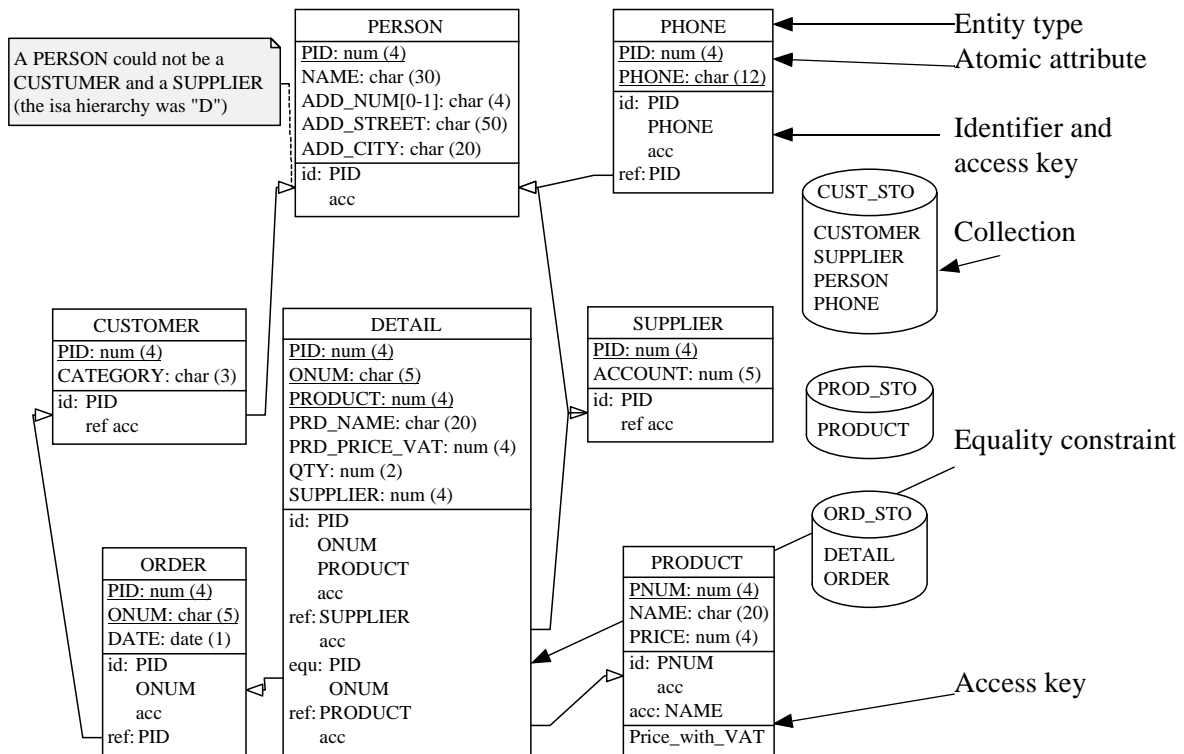 A PERSON could not be a
CUSTUMER and a SUPPLIER
(the isa hierarchy was "D")
PERSON
PID: num (4)
NAME: char (30)
ADD_NUM[0-1]: char (4)
ADD_STREET: char (50)
ADD_CITY: char (20)
id: PID
acc
PHONE
PID: num (4)
PHONE: char (12)
id: PID
PHONE
acc
ref: PID
Entity type
Atomic attribute
Identifier and
access key
CUST_STO
CUSTOMER
SUPPLIER
PERSON
PHONE
Collection
CUSTOMER
PID: num (4)
CATEGORY: char (3)
id: PID
ref acc
DETAIL
PID: num (4)
ONUM: char (5)
PRODUCT: num (4)
PRD_NAME: char (20)
PRD_PRICE_VAT: num (4)
QTY: num (2)
SUPPLIER: num (4)
id: PID
ONUM
PRODUCT
acc
ref: SUPPLIER
acc
equ: PID
ONUM
ref: PRODUCT
acc
SUPPLIER
PID: num (4)
ACCOUNT: num (5)
id: PID
ref acc
PROD_STO
PRODUCT
Equality constraint
ORD_STO
DETAIL
ORDER
ORDER
PID: num (4)
ONUM: char (5)
DATE: date (1)
id: PID
ONUM
acc
ref: PID
PRODUCT
PNUM: num (4)
NAME: char (20)
PRICE: num (4)
id: PNUM
acc
acc: NAME
Price_with_VAT
Access key